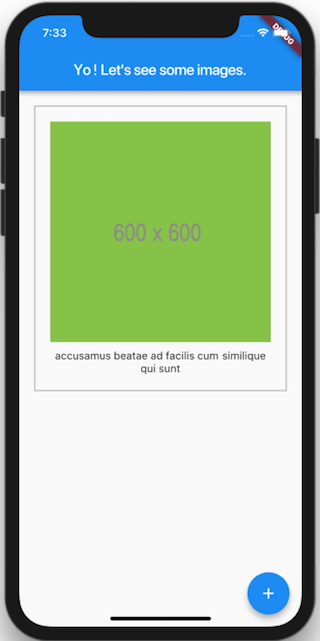 7:33
DEBUG
Yo ! Let's see some images.
600 x 600
accusamus beatae ad facilis cum similique
qui sunt
+